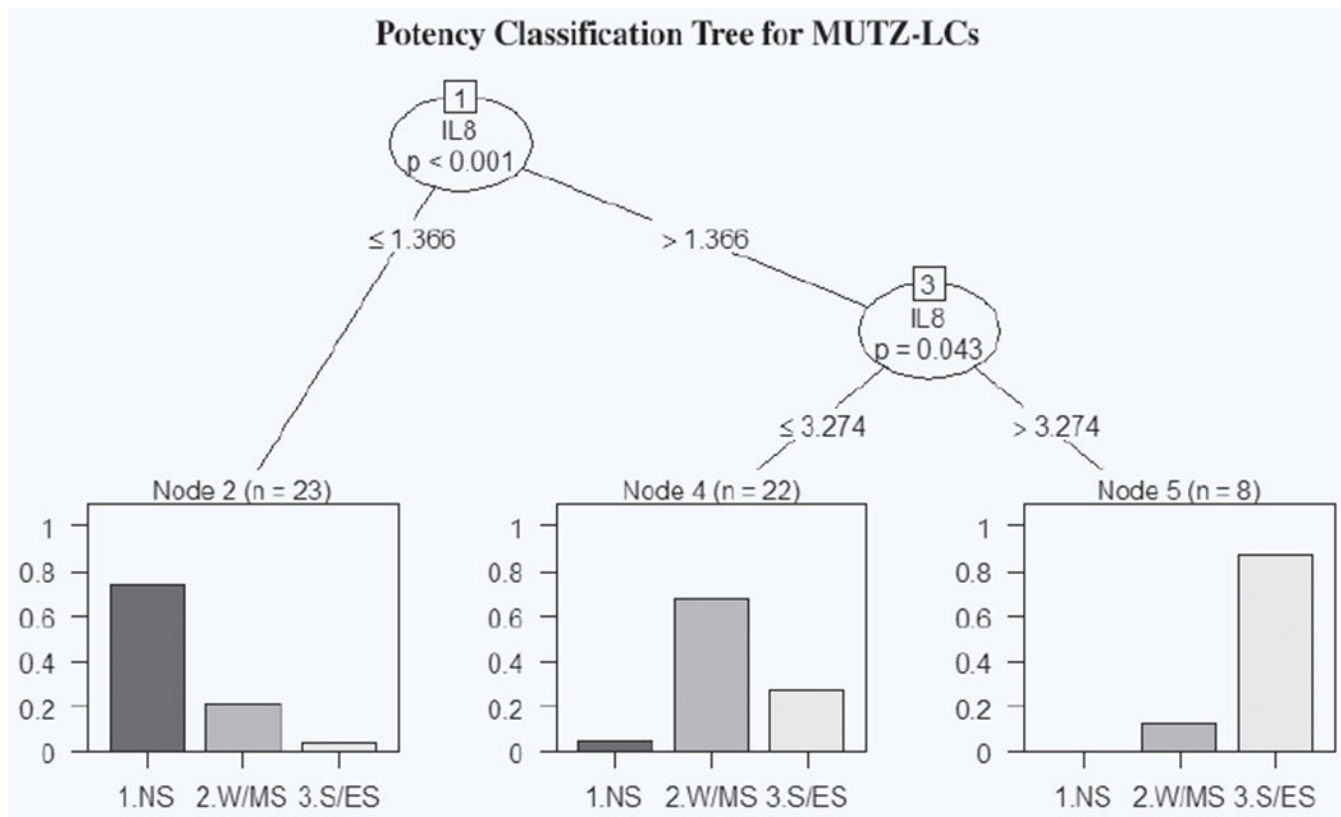 Potency Classification Tree for MUTZ-LCs
1
IL8
p < 0.001
≤ 1.366
> 1.366
3
IL8
p = 0.043
≤ 3.274
> 3.274
Node 2 (n = 23)
1
0.8
0.6
0.4
0.2
0
1.NS 2.W/MS 3.S/ES
Node 4 (n = 22)
1
0.8
0.6
0.4
0.2
0
1.NS 2.W/MS 3.S/ES
Node 5 (n = 8)
1
0.8
0.6
0.4
0.2
0
1.NS 2.W/MS 3.S/ES